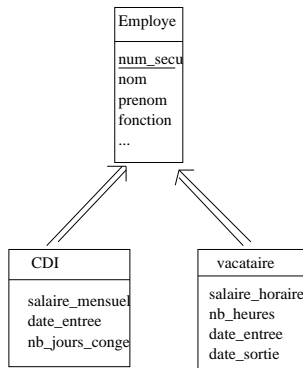 Employe
num_secu
nom
prenom
fonction
...
CDI
salaire_mensuel
date_entree
nb_jours_conge
vacataire
salaire_horaire
nb_heures
date_entree
date_sortie